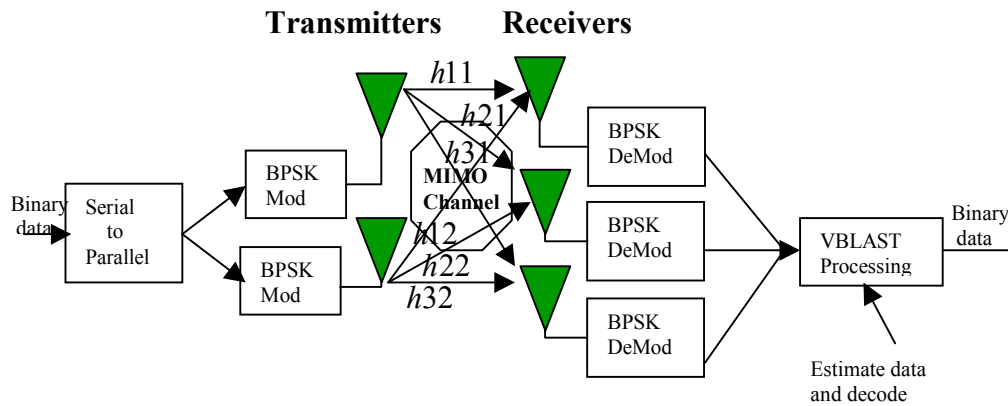 Transmitters
Receivers
h11
h21
h31
MIMO
Channel
h12
h22
h32
Binary
data
Serial
to
Parallel
BPSK
Mod
BPSK
Mod
BPSK
DeMod
BPSK
DeMod
BPSK
DeMod
VBLAST
Processing
Binary
data
Estimate data
and decode